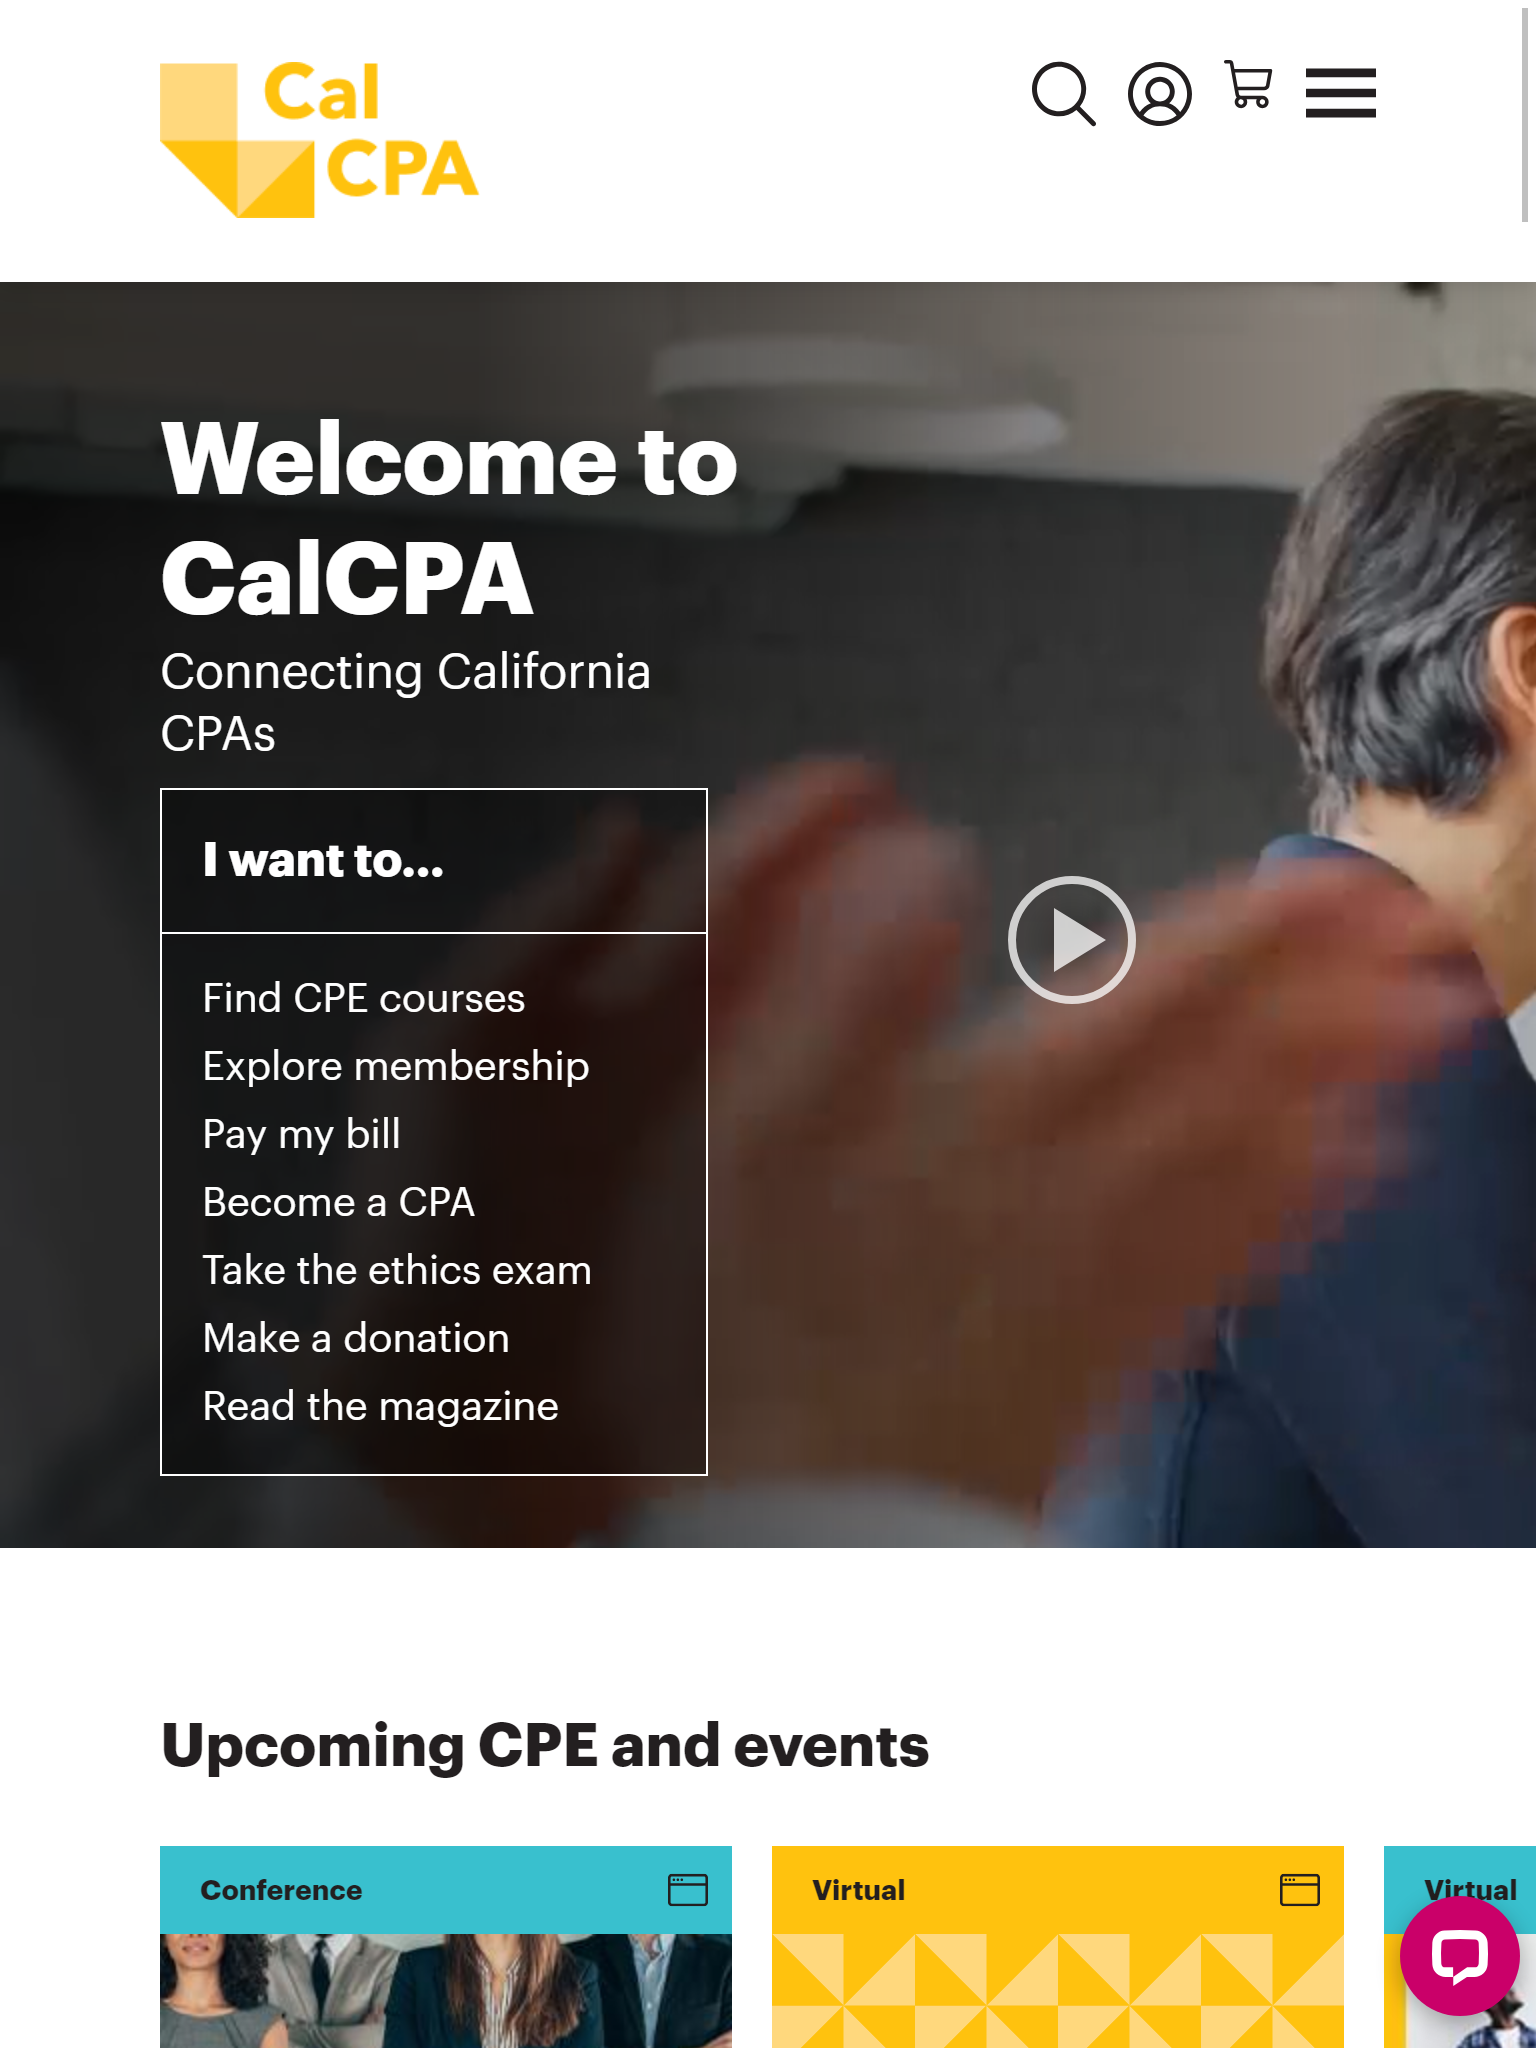 Cal
CPA
Welcome to
CalCPA
Connecting California
CPAs
I want to...
Find CPE courses
Explore membership
Pay my bill
Become a CPA
Take the ethics exam
Make a donation
Read the magazine
Upcoming CPE and events
Conference
Virtual
Virtual